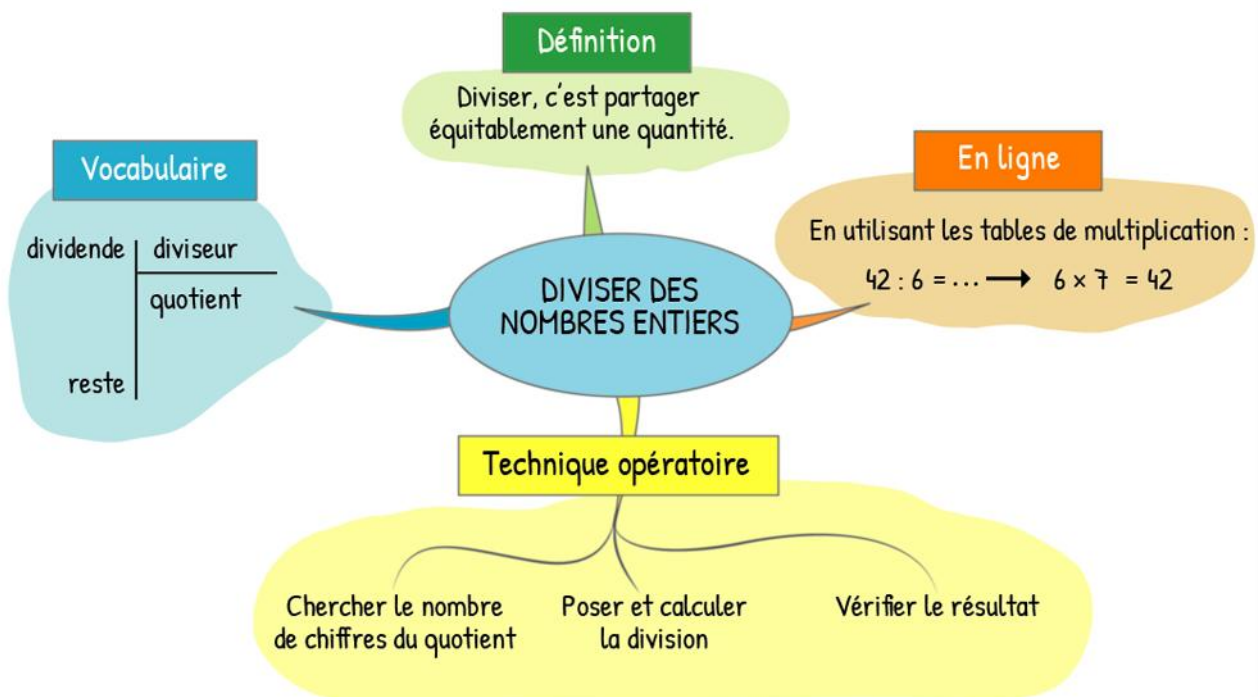 Définition
Diviser, c'est partager
équitablement une quantité.
Vocabulaire
dividende
diviseur
quotient
reste
En ligne
En utilisant les tables de multiplication :
42 : 6 = ... → 6 × 7 = 42
DIVISER DES
NOMBRES ENTIERS
Technique opératoire
Chercher le nombre
de chiffres du quotient
Poser et calculer
la division
Vérifier le résultat